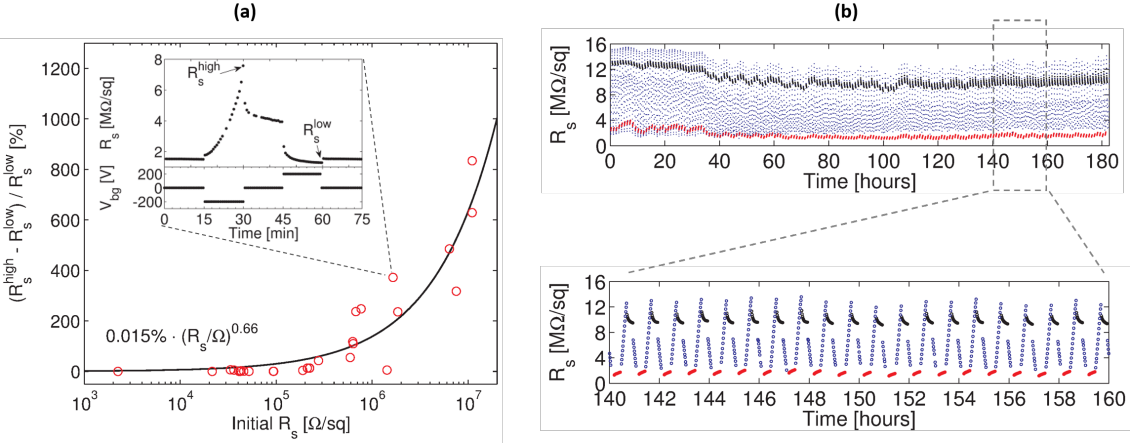 (a)
(R_s^high - R_s^low) / R_s^low [%]
1200
1000
800
600
400
200
0
10^3 10^4 10^5 10^6 10^7
Initial R_s [Ω/sq]
0.015% · (R_s/Ω)^0.66
R_s [MΩ/sq]
8
6
4
2
R_s^high
R_s^low
V_bg [V]
200
0
-200
0 15 30 45 60 75
Time [min]
(b)
R_s [MΩ/sq]
16
12
8
4
0
0 20 40 60 80 100 120 140 160 180
Time [hours]
R_s [MΩ/sq]
16
12
8
4
0
140 142 144 146 148 150 152 154 156 158 160
Time [hours]